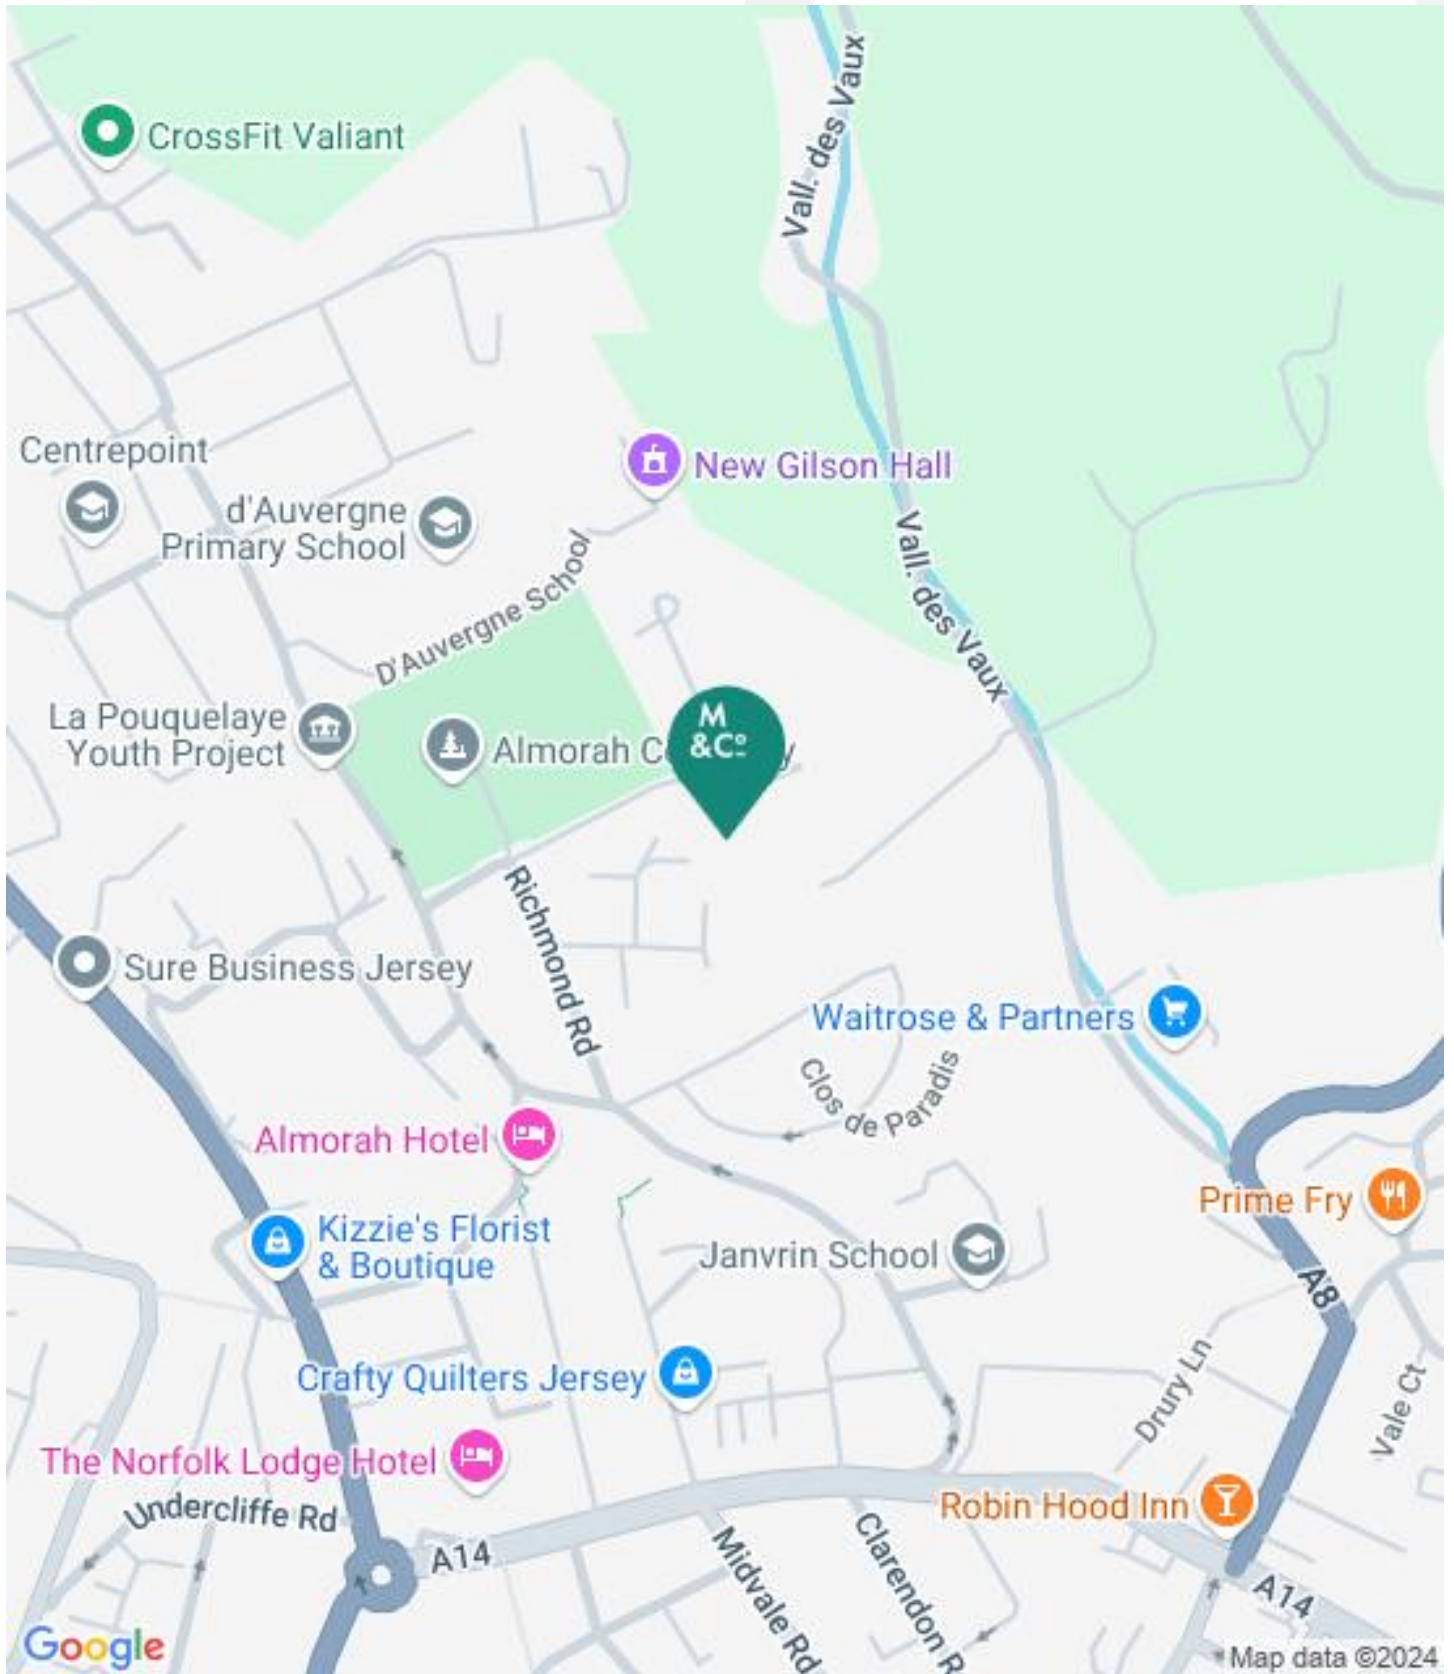 Vall. des Vaux
CrossFit Valiant
Centrepoint
New Gilson Hall
d'Auvergne
Primary School
D'Auvergne School
Vall. des Vaux
La Pouquelaye
Youth Project
M
&Cº
Almorah
Richmond Rd
Sure Business Jersey
Waitrose & Partners
Clos de Paradis
Almorah Hotel
Prime Fry
Kizzie's Florist
& Boutique
Janvrin School
A8
Crafty Quilters Jersey
Drury Ln
Vale Ct
The Norfolk Lodge Hotel
Undercliffe Rd
Robin Hood Inn
A14
Midvale Rd
Clarendon R
A14
Google
Map data ©2024